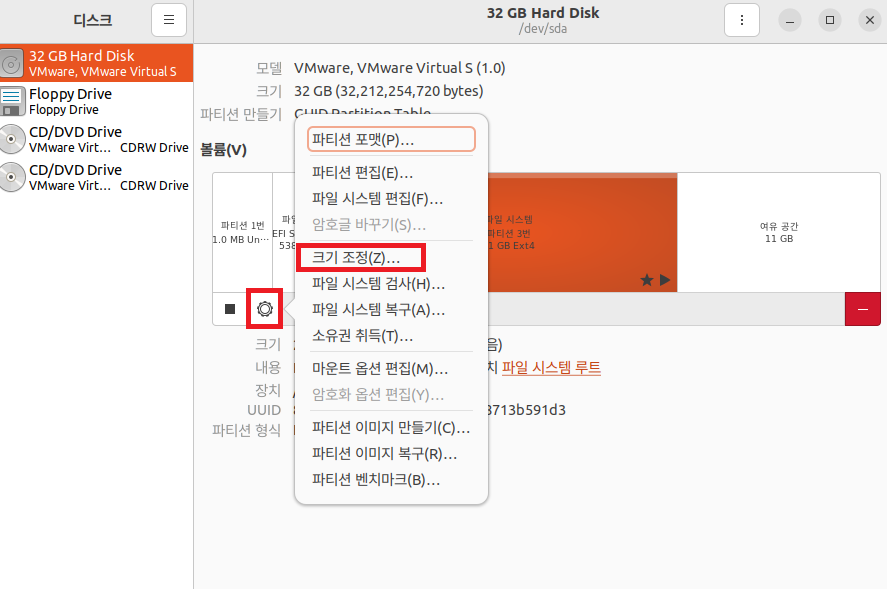 디스크
32 GB Hard Disk
/dev/sda
32 GB Hard Disk
VMware, VMware Virtual S
Floppy Drive
Floppy Drive
CD/DVD Drive
VMware Virt... CDRW Drive
CD/DVD Drive
VMware Virt... CDRW Drive
모델 VMware, VMware Virtual S (1.0)
크기 32 GB (32,212,254,720 bytes)
파티션 만들기 GUID Partition Table
볼륨(V)
파티션 1번
1.0 MB Un...
EFI S
538
파일 시스템
파티션 3번
1 GB Ext4
여유 공간
11 GB
파티션 포맷(P)...
파티션 편집(E)...
파일 시스템 편집(F)...
암호글 바꾸기(S)...
크기 조정(Z)...
파일 시스템 검사(H)...
파일 시스템 복구(A)...
소유권 취득(T)...
마운트 옵션 편집(M)...
암호화 옵션 편집(Y)...
파티션 이미지 만들기(C)...
파티션 이미지 복구(R)...
파티션 벤치마크(B)...
크기
내용 치 파일 시스템 루트
장치
UUID 3713b591d3
파티션 형식